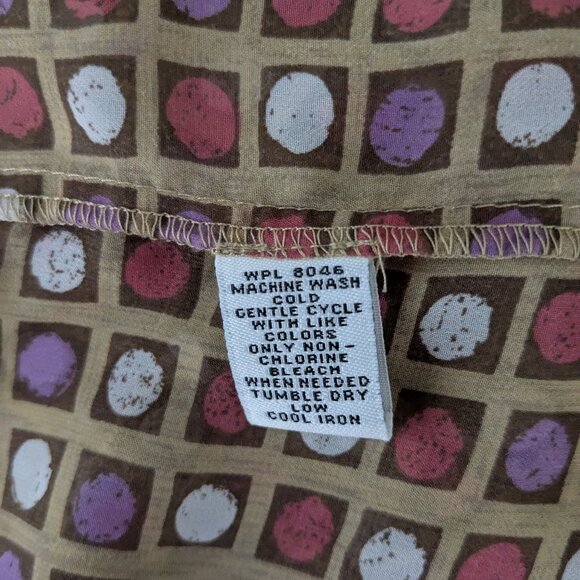 WPL 8046
MACHINE WASH
COLD
GENTLE CYCLE
WITH LIKE
COLORS
ONLY NON-
CHLORINE
BLEACH
WHEN NEEDED
TUMBLE DRY
LOW
COOL IRON